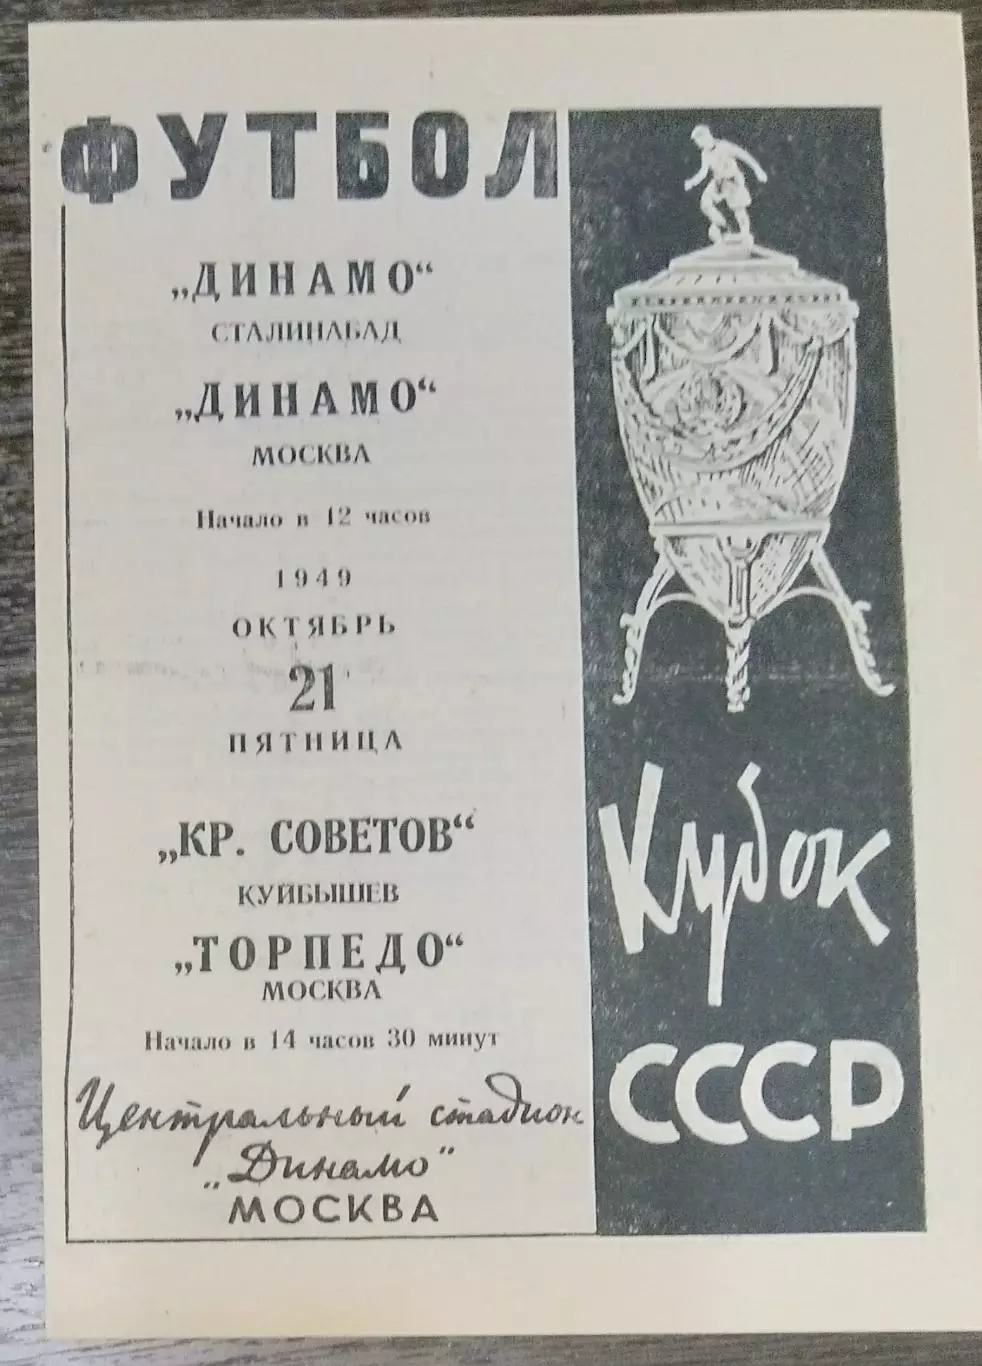 ФУТБОЛ
„ДИНАМО“
СТАЛИНАБАД
„ДИНАМО“
МОСКВА
Начало в 12 часов
1949
ОКТЯБРЬ
21
ПЯТНИЦА
„КР. СОВЕТОВ“
КУЙБЫШЕВ
„ТОРПЕДО“
МОСКВА
Начало в 14 часов 30 минут
Центральный стадион
„Динамо“
МОСКВА
Кубок
СССР